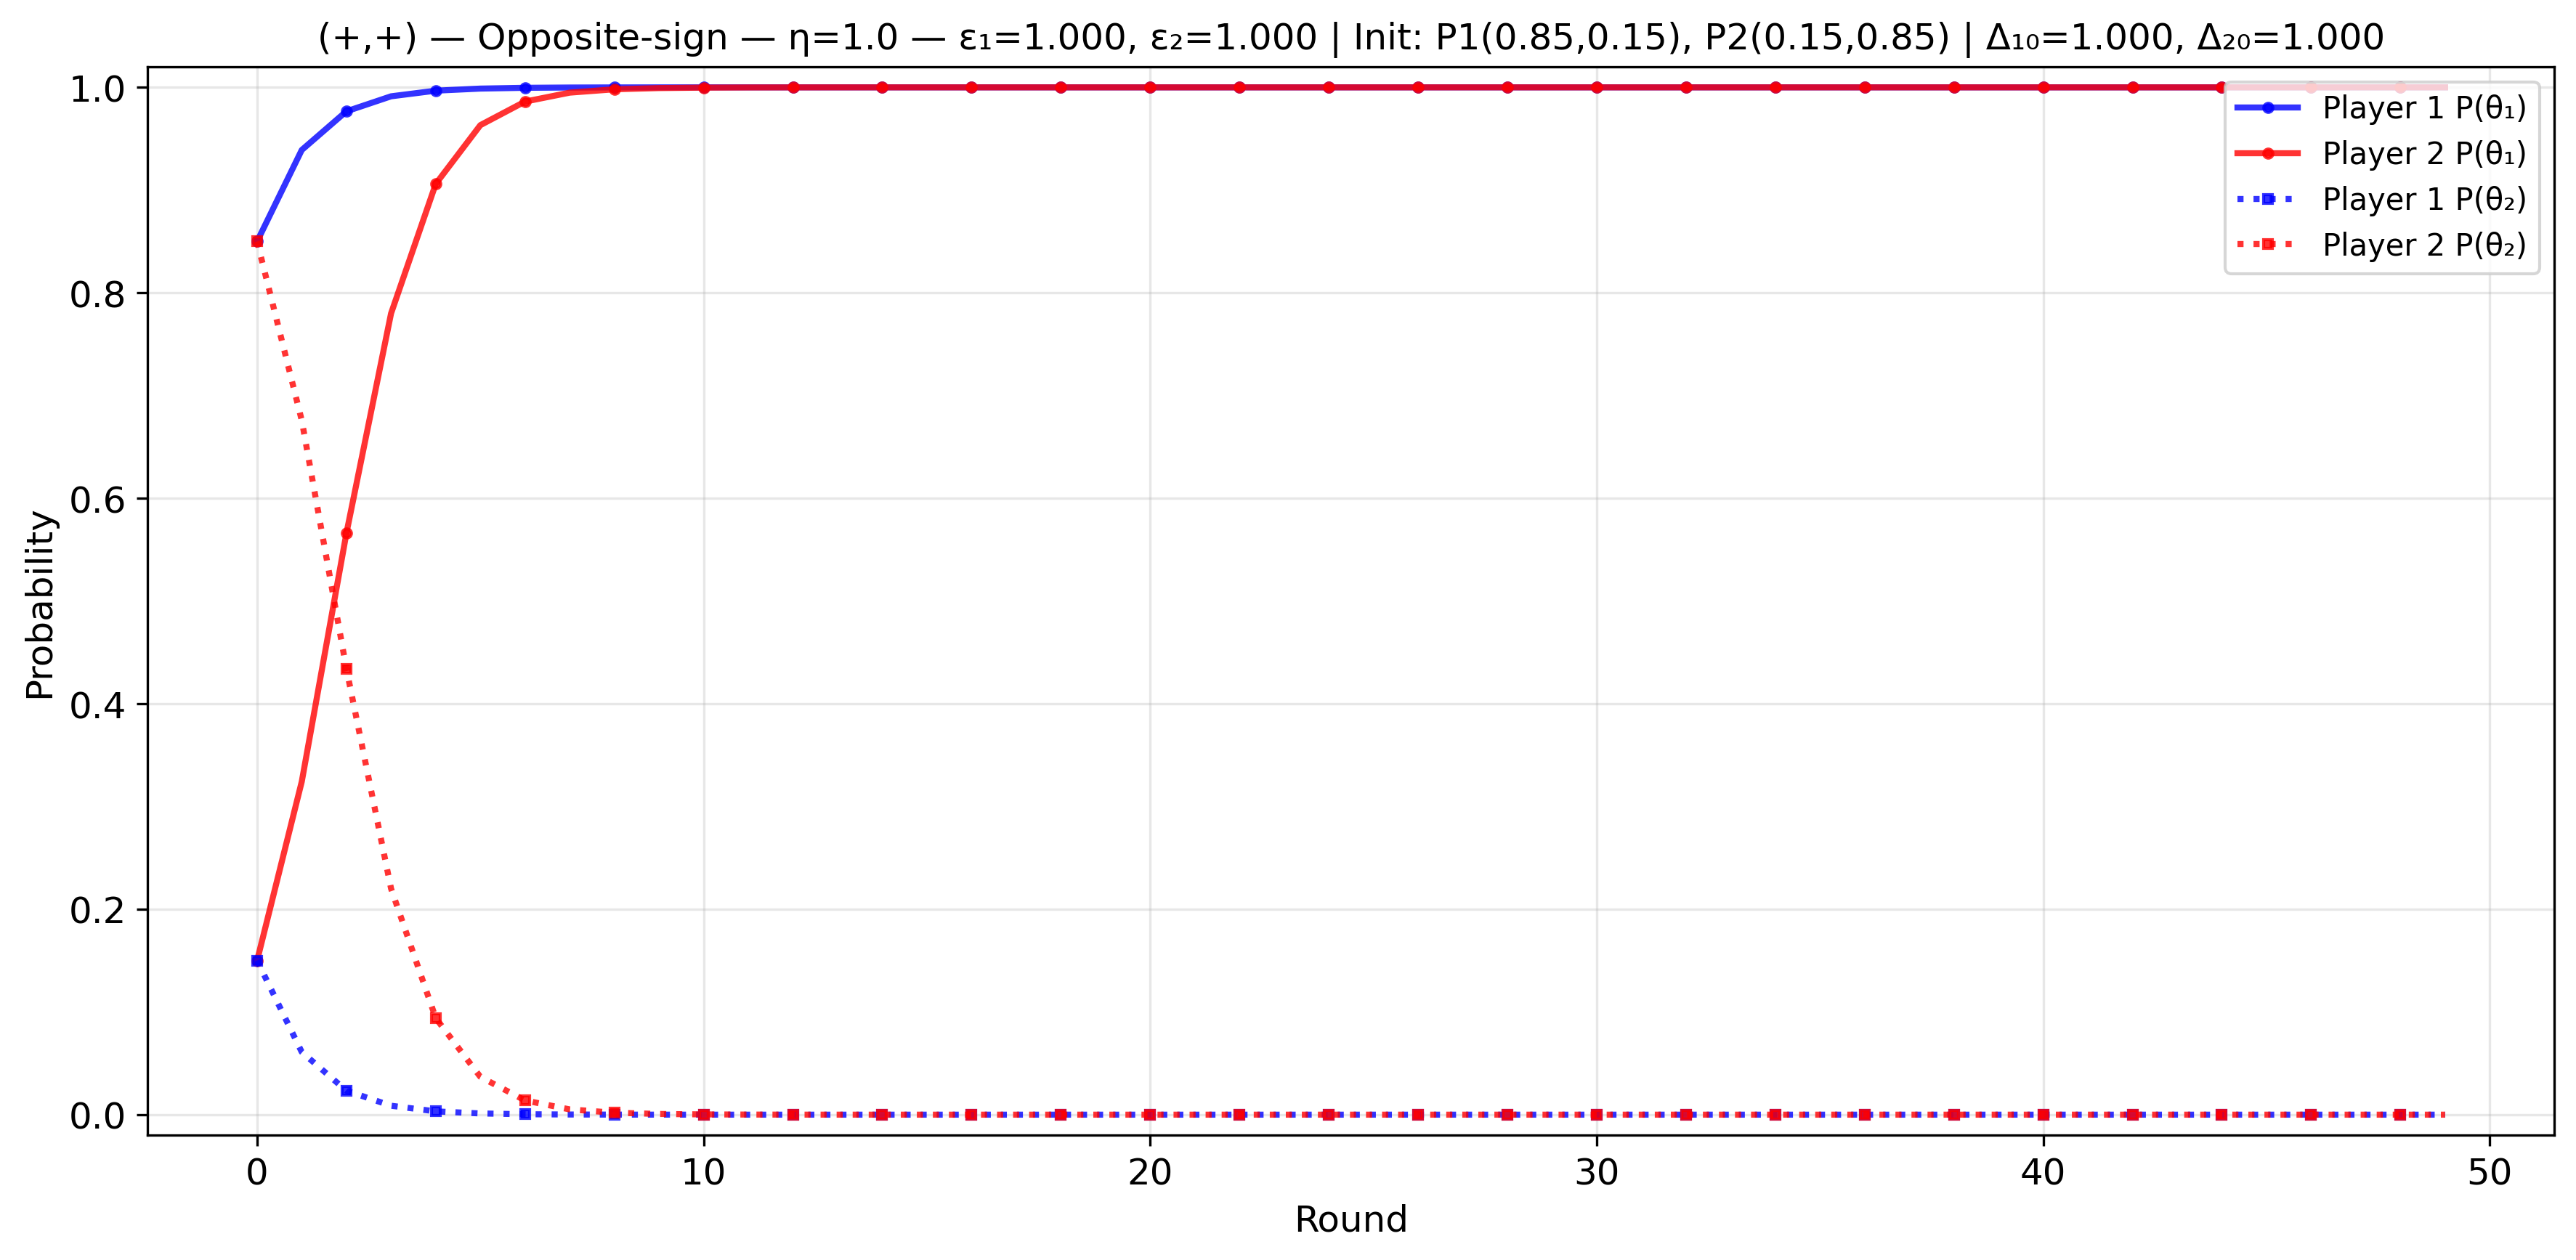 (+,+) — Opposite-sign — η=1.0 — ε₁=1.000, ε₂=1.000 | Init: P1(0.85,0.15), P2(0.15,0.85) | Δ₁₀=1.000, Δ₂₀=1.000
1.0
0.8
0.6
0.4
0.2
0.0
Probability
Player 1 P(θ₁)
Player 2 P(θ₁)
Player 1 P(θ₂)
Player 2 P(θ₂)
0 10 20 30 40 50
Round